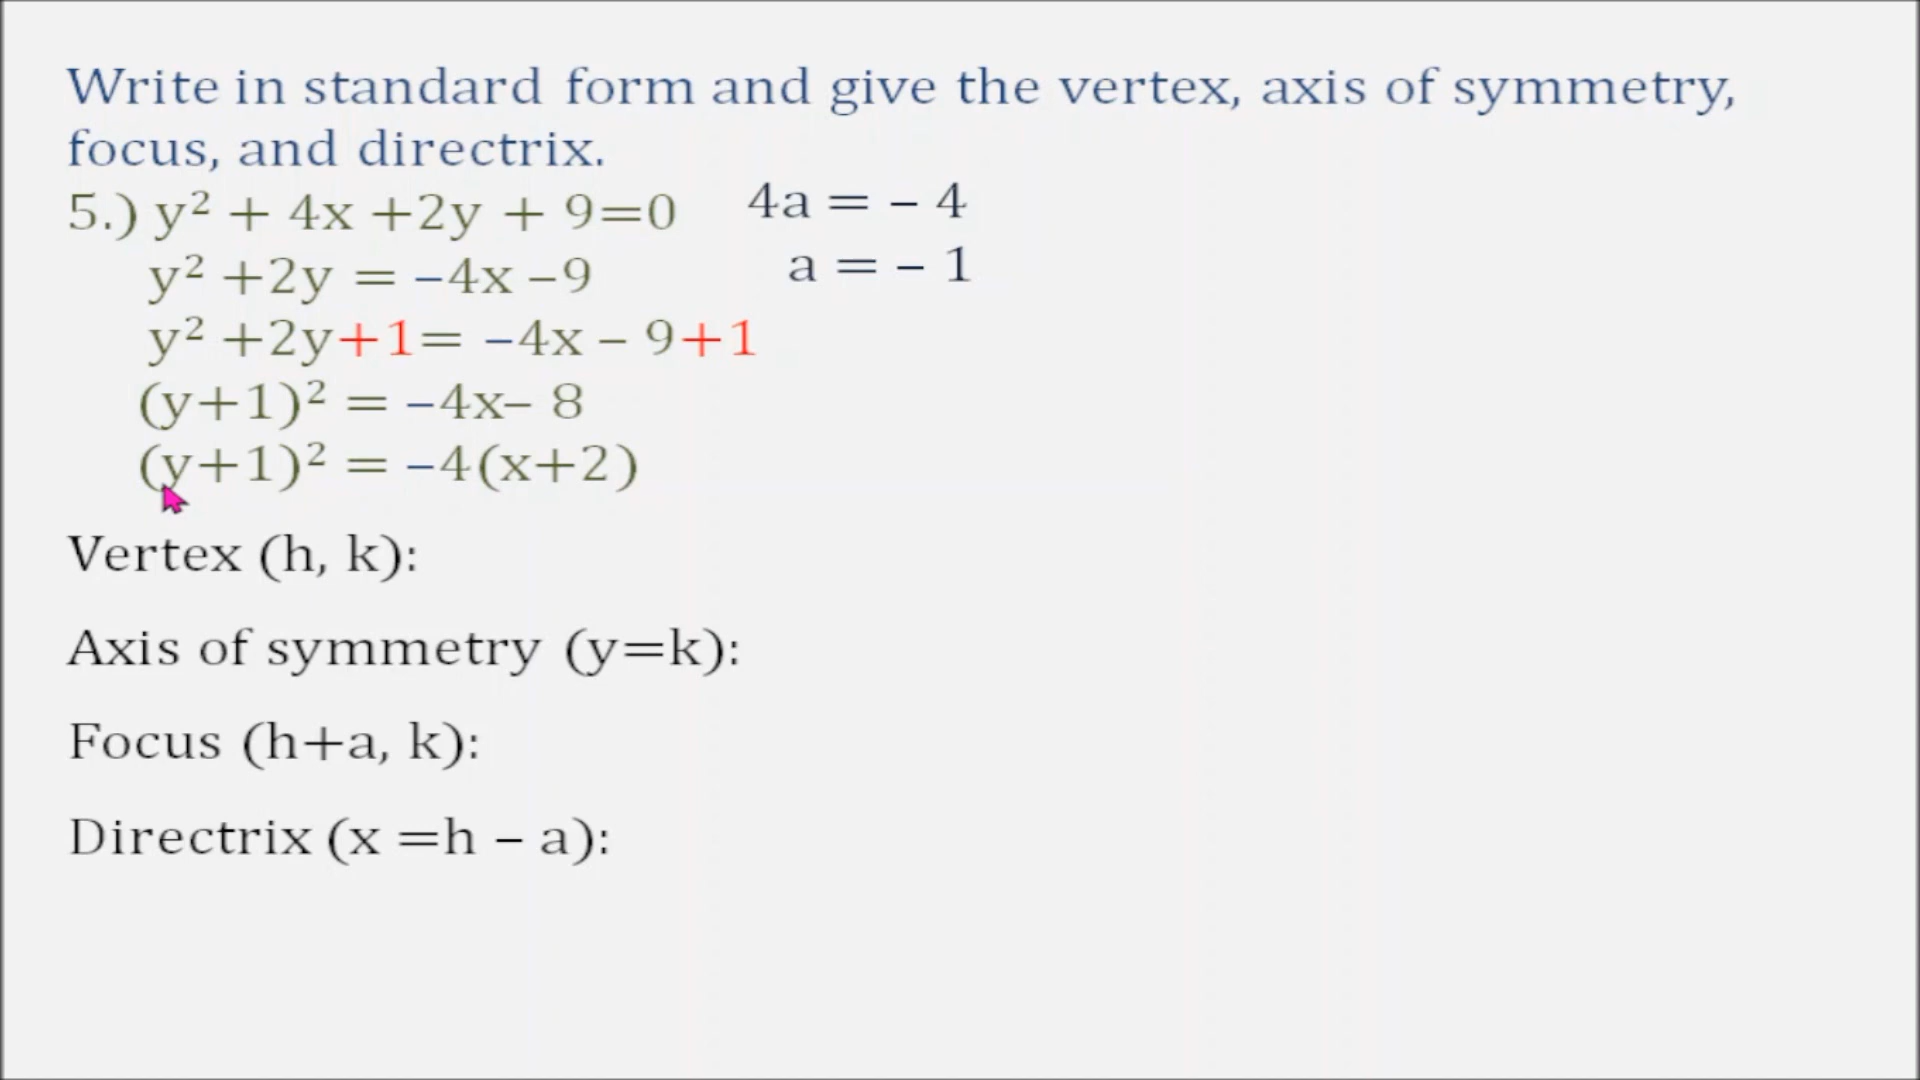 Write in standard form and give the vertex, axis of symmetry,
focus, and directrix.
5.) y² + 4x +2y + 9=0
4a = – 4
y² +2y = –4x –9
a = – 1
y² +2y+1= –4x – 9+1
(y+1)² = –4x– 8
(y+1)² = –4(x+2)
Vertex (h, k):
Axis of symmetry (y=k):
Focus (h+a, k):
Directrix (x =h – a):